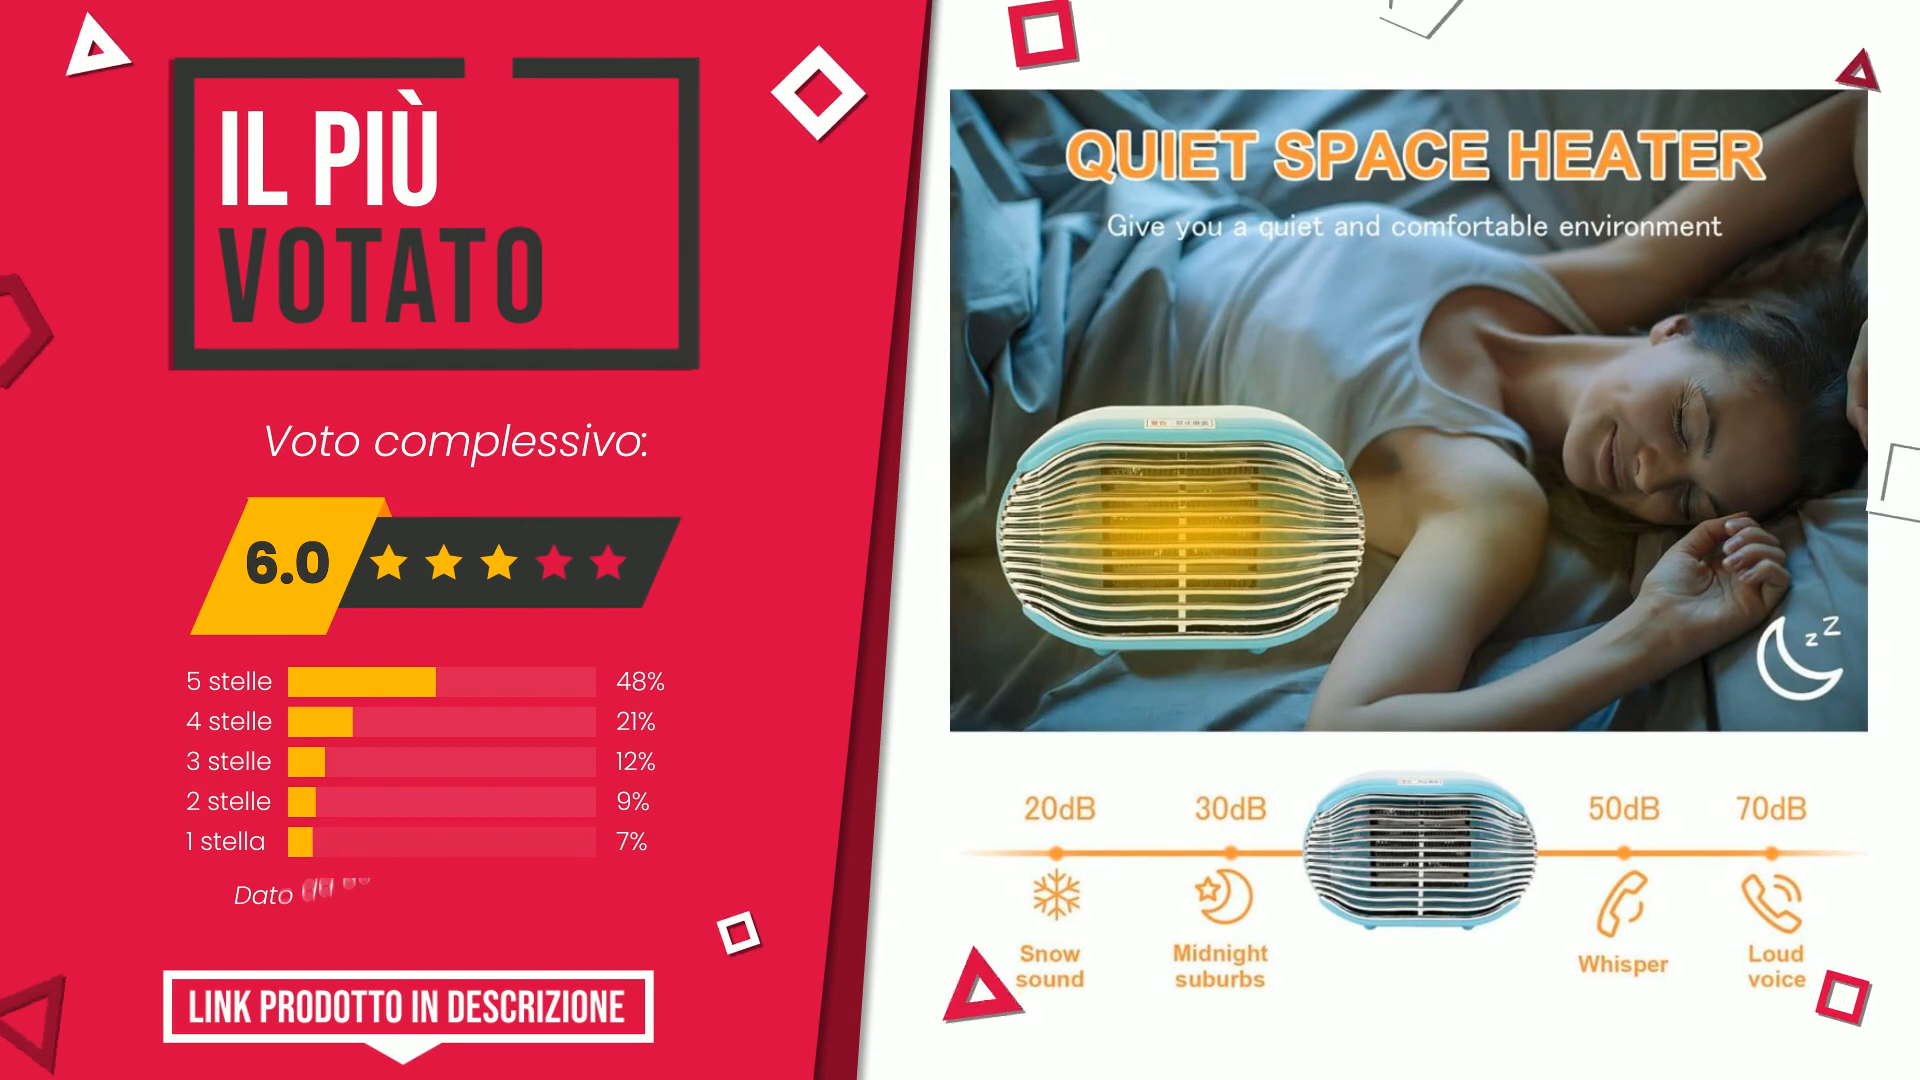 IL PIÙ
VOTATO
Voto complessivo:
6.0
5 stelle 48%
4 stelle 21%
3 stelle 12%
2 stelle 9%
1 stella 7%
Dato
LINK PRODOTTO IN DESCRIZIONE
QUIET SPACE HEATER
Give you a quiet and comfortable environment
z Z
20dB 30dB 50dB 70dB
Snow sound
Midnight suburbs
Whisper
Loud voice